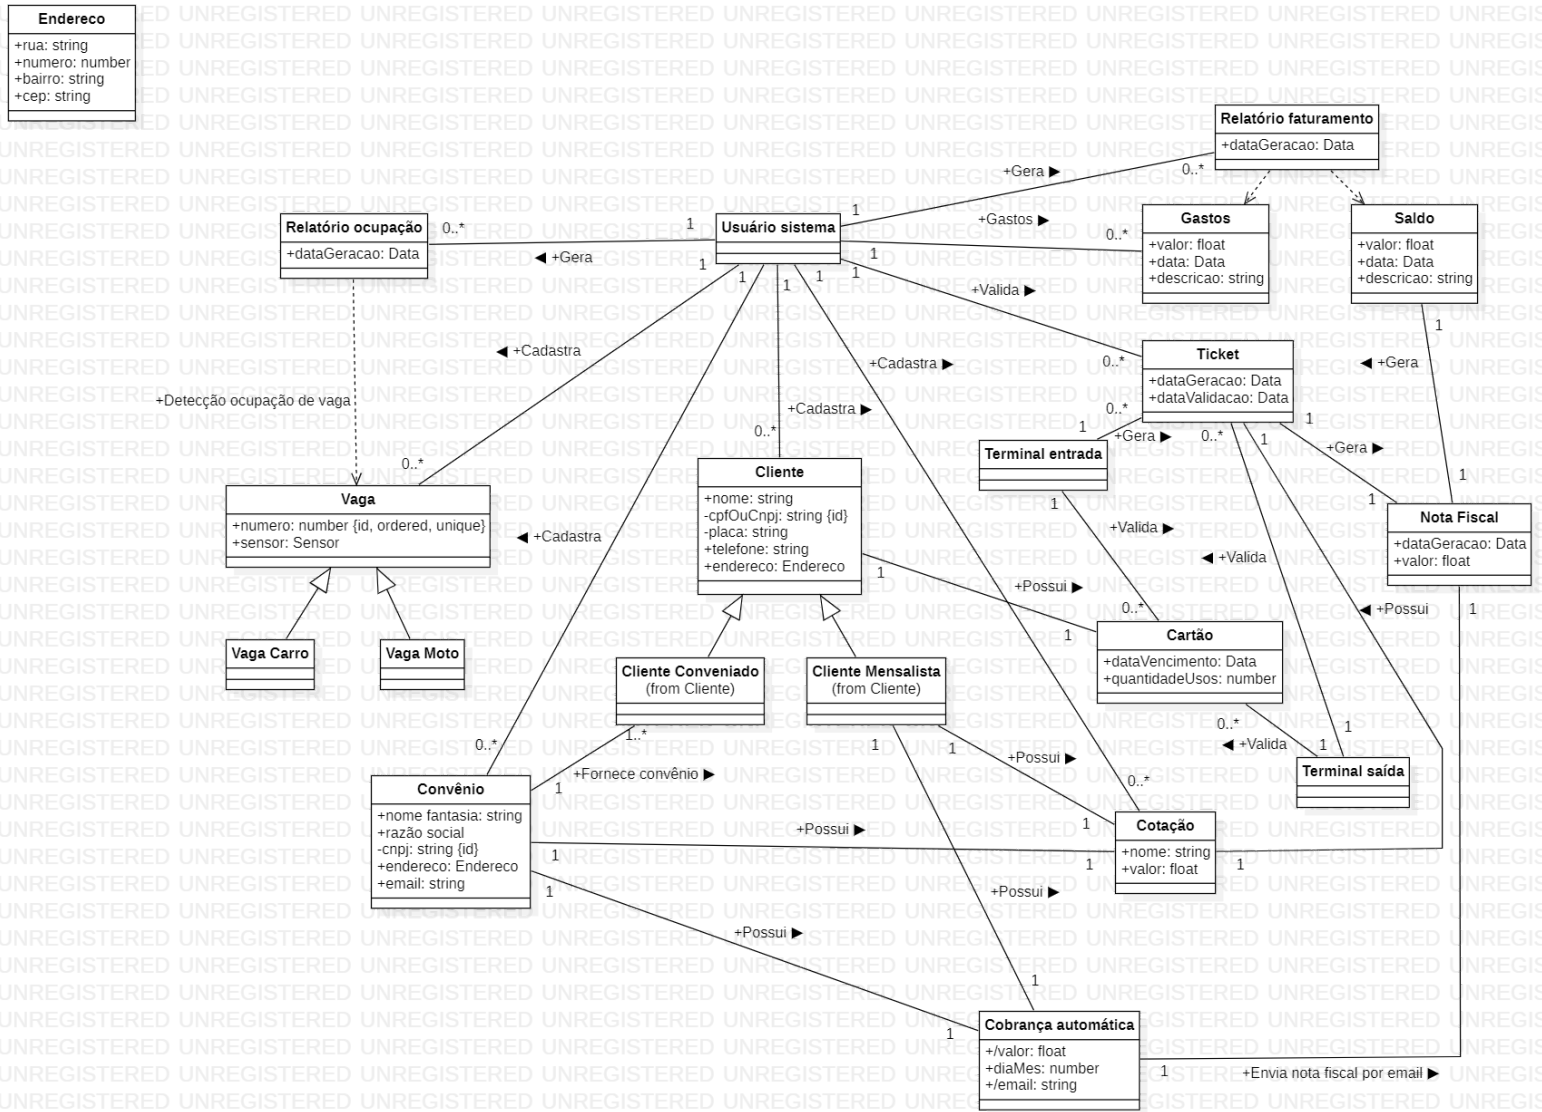 Endereco
+rua: string
+numero: number
+bairro: string
+cep: string
Relatório faturamento
+dataGeracao: Data
+Gera ▶
0..*
1
Relatório ocupação
+dataGeracao: Data
0..*
1
◀ +Gera
Usuário sistema
+Gastos ▶
0..*
1
Gastos
+valor: float
+data: Data
+descricao: string
Saldo
+valor: float
+data: Data
+descricao: string
1
1
1
1
1
+Valida ▶
0..*
1
◀ +Gera
◀ +Cadastra
+Cadastra ▶
Ticket
+dataGeracao: Data
+dataValidacao: Data
+Detecção ocupação de vaga
+Cadastra ▶
0..*
0..*
1
+Gera ▶
0..*
1
1
+Gera ▶
0..*
Terminal entrada
Cliente
+nome: string
-cpfOuCnpj: string {id}
-placa: string
+telefone: string
+endereco: Endereco
Vaga
+numero: number {id, ordered, unique}
+sensor: Sensor
1
1
1
Nota Fiscal
+dataGeracao: Data
+valor: float
◀ +Cadastra
+Valida ▶
◀ +Valida
1
+Possui ▶
0..*
1
◀ +Possui
1
Cartão
+dataVencimento: Data
+quantidadeUsos: number
Vaga Carro
Vaga Moto
Cliente Conveniado
(from Cliente)
Cliente Mensalista
(from Cliente)
0..*
1..*
1
1
0..*
◀ +Valida
1
1
+Possui ▶
Terminal saída
+Fornece convênio ▶
1
0..*
Convênio
+nome fantasia: string
+razão social
-cnpj: string {id}
+endereco: Endereco
+email: string
+Possui ▶
1
1
1
1
Cotação
+nome: string
+valor: float
1
+Possui ▶
+Possui ▶
1
1
Cobrança automática
+/valor: float
+diaMes: number
+/email: string
1
+Envia nota fiscal por email ▶
UNREGISTERED